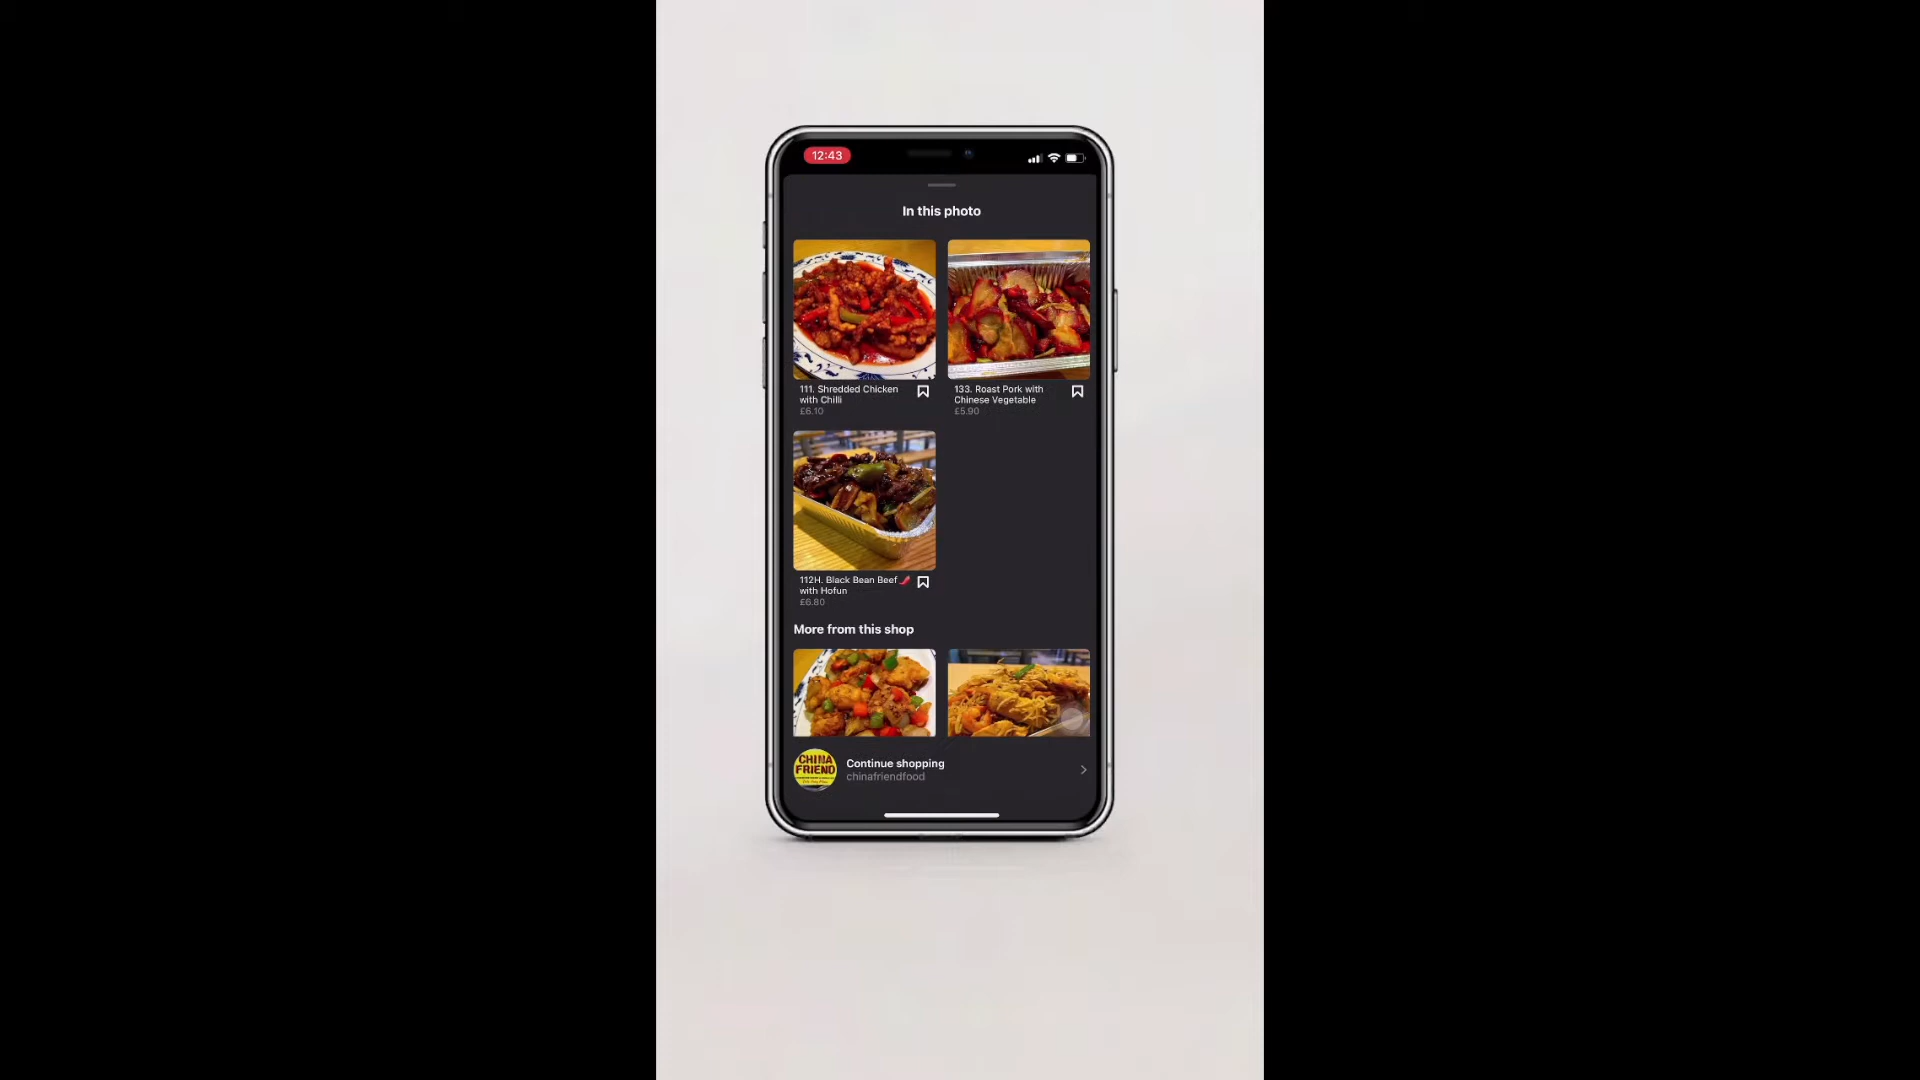 12:43
In this photo
111. Shredded Chicken
with Chilli
£6.10
133. Roast Pork with
Chinese Vegetable
£5.90
112H. Black Bean Beef🌶️
with Hofun
£6.80
More from this shop
CHINA
FRIEND
Continue shopping
chinafriendfood